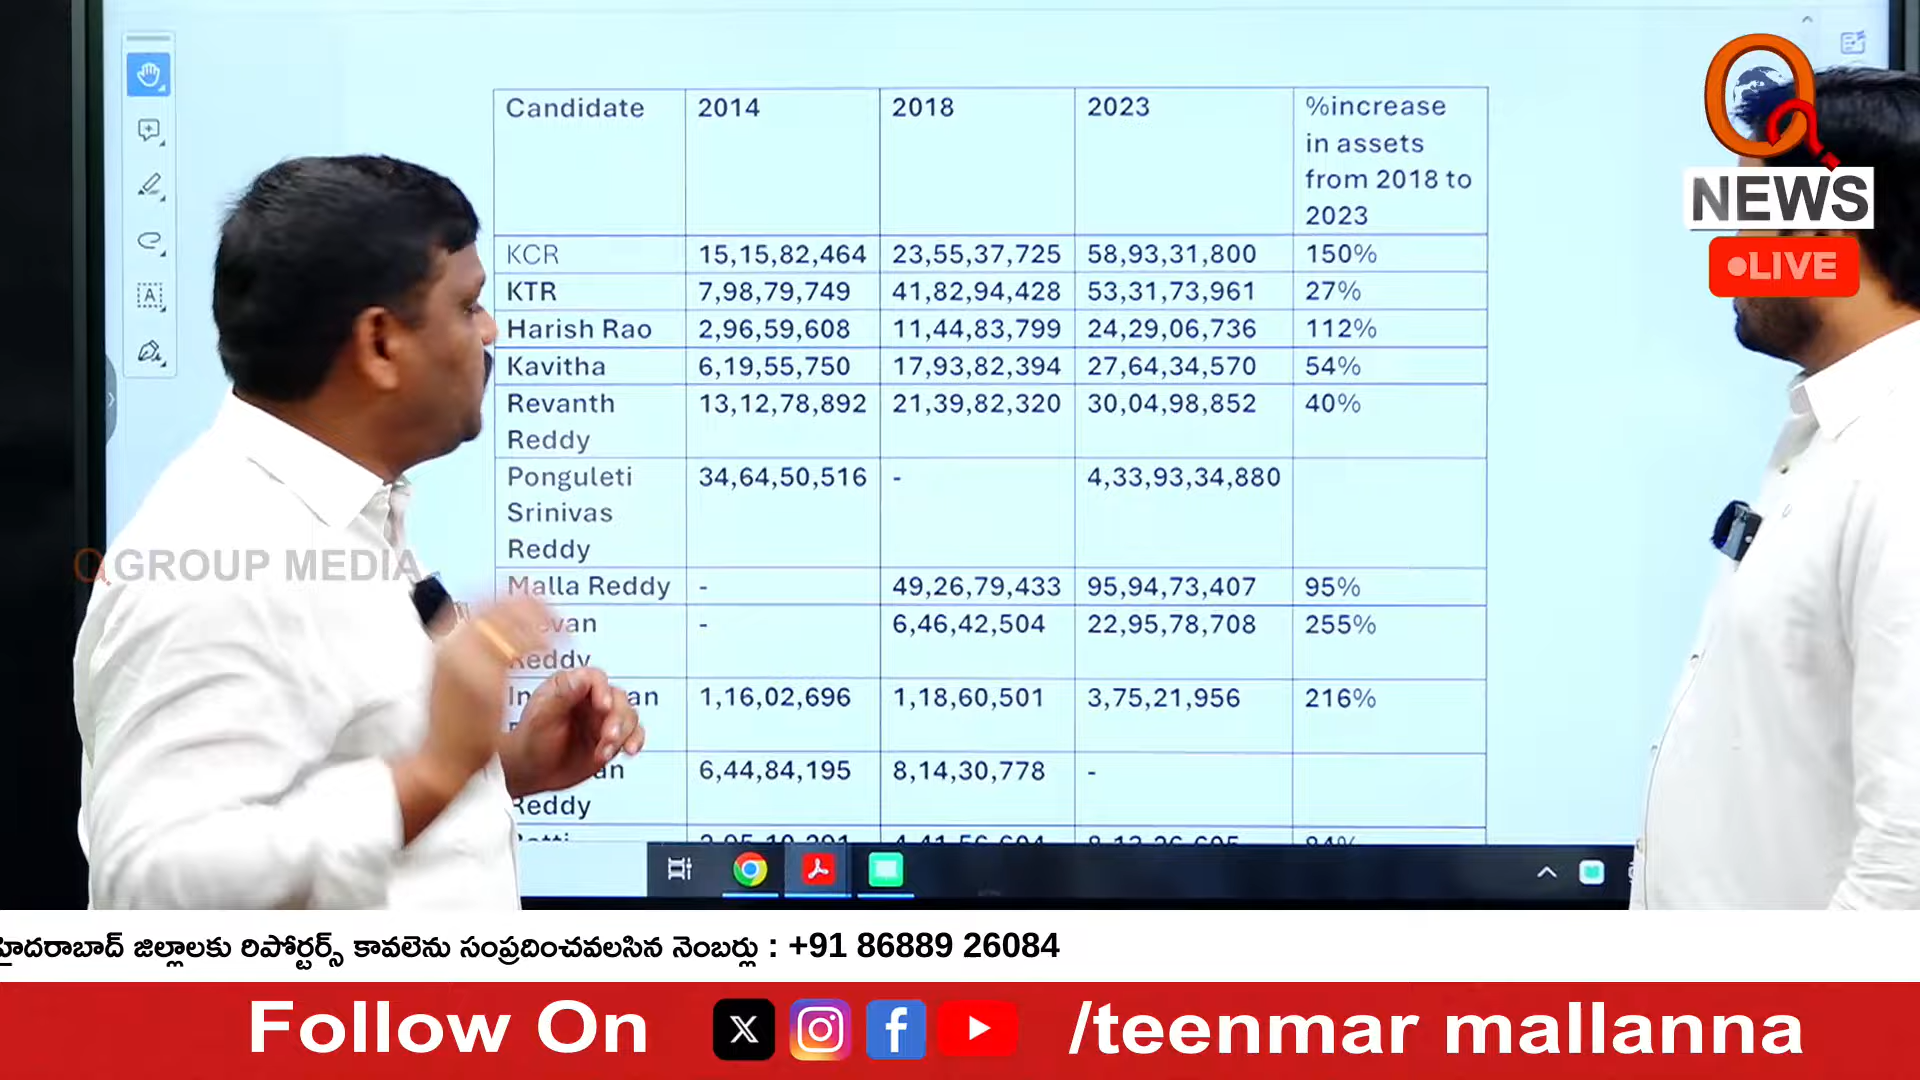 Candidate 2014 2018 2023 %increase
in assets
from 2018 to
2023
KCR 15,15,82,464 23,55,37,725 58,93,31,800 150%
KTR 7,98,79,749 41,82,94,428 53,31,73,961 27%
Harish Rao 2,96,59,608 11,44,83,799 24,29,06,736 112%
Kavitha 6,19,55,750 17,93,82,394 27,64,34,570 54%
Revanth 13,12,78,892 21,39,82,320 30,04,98,852 40%
Reddy
Ponguleti 34,64,50,516 - 4,33,93,34,880
Srinivas
Reddy
Malla Reddy - 49,26,79,433 95,94,73,407 95%
- 6,46,42,504 22,95,78,708 255%
Reddy
1,16,02,696 1,18,60,501 3,75,21,956 216%
6,44,84,195 8,14,30,778 -
Reddy
Q
NEWS
LIVE
Q GROUP MEDIA
హైదరాబాద్ జిల్లాలకు రిపోర్టర్స్ కావలెను సంప్రదించవలసిన నెంబర్లు : +91 86889 26084
Follow On /teenmar mallanna